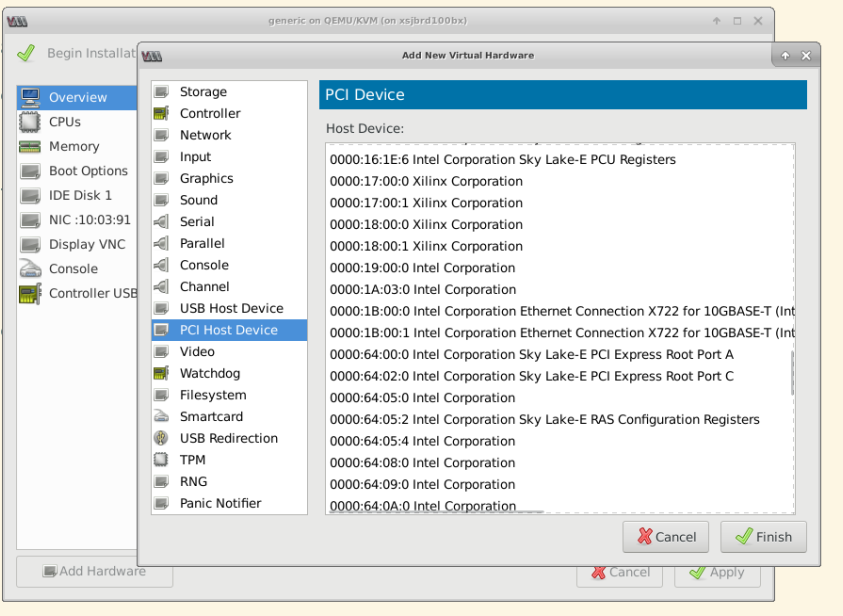 generic on QEMU/KVM (on xsjbrd100bx)
Begin Installat
Overview
CPUs
Memory
Boot Options
IDE Disk 1
NIC :10:03:91
Display VNC
Console
Controller USB
Add Hardware
Cancel
Apply
Add New Virtual Hardware
Storage
Controller
Network
Input
Graphics
Sound
Serial
Parallel
Console
Channel
USB Host Device
PCI Host Device
Video
Watchdog
Filesystem
Smartcard
USB Redirection
TPM
RNG
Panic Notifier
PCI Device
Host Device:
0000:16:1E:6 Intel Corporation Sky Lake-E PCU Registers
0000:17:00:0 Xilinx Corporation
0000:17:00:1 Xilinx Corporation
0000:18:00:0 Xilinx Corporation
0000:18:00:1 Xilinx Corporation
0000:19:00:0 Intel Corporation
0000:1A:03:0 Intel Corporation
0000:1B:00:0 Intel Corporation Ethernet Connection X722 for 10GBASE-T (Int
0000:1B:00:1 Intel Corporation Ethernet Connection X722 for 10GBASE-T (Int
0000:64:00:0 Intel Corporation Sky Lake-E PCI Express Root Port A
0000:64:02:0 Intel Corporation Sky Lake-E PCI Express Root Port C
0000:64:05:0 Intel Corporation
0000:64:05:2 Intel Corporation Sky Lake-E RAS Configuration Registers
0000:64:05:4 Intel Corporation
0000:64:08:0 Intel Corporation
0000:64:09:0 Intel Corporation
0000:64:0A:0 Intel Corporation
Cancel
Finish